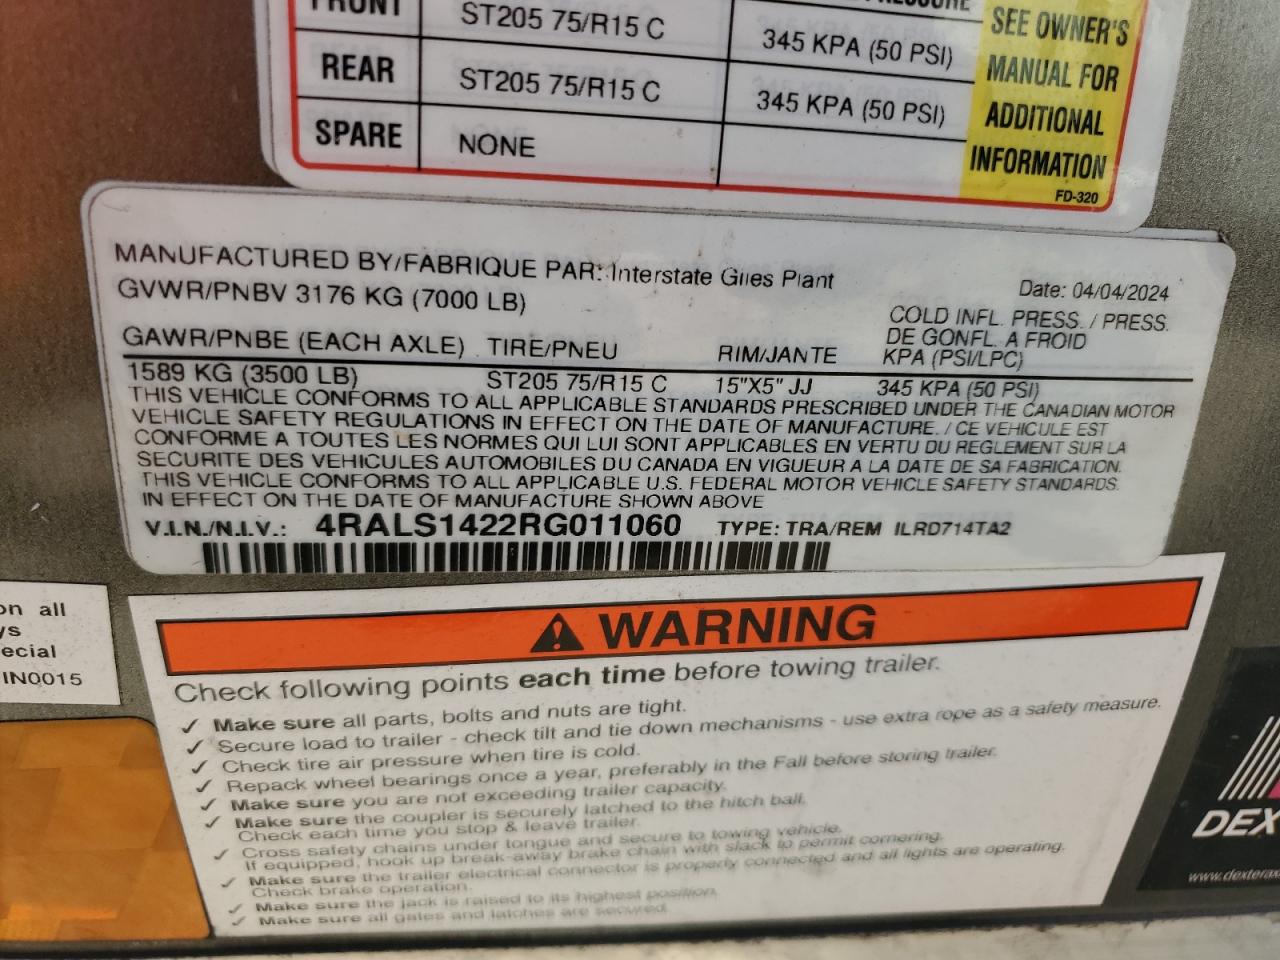 FRONT ST205 75/R15 C 345 KPA (50 PSI)
REAR ST205 75/R15 C 345 KPA (50 PSI)
SPARE NONE
SEE OWNER'S
MANUAL FOR
ADDITIONAL
INFORMATION
FD-320
MANUFACTURED BY/FABRIQUE PAR: Interstate Giles Plant
Date: 04/04/2024
GVWR/PNBV 3176 KG (7000 LB)
COLD INFL. PRESS. / PRESS.
DE GONFL. A FROID
GAWR/PNBE (EACH AXLE) TIRE/PNEU RIM/JANTE KPA (PSI/LPC)
1589 KG (3500 LB) ST205 75/R15 C 15"X5" JJ 345 KPA (50 PSI)
THIS VEHICLE CONFORMS TO ALL APPLICABLE STANDARDS PRESCRIBED UNDER THE CANADIAN MOTOR
VEHICLE SAFETY REGULATIONS IN EFFECT ON THE DATE OF MANUFACTURE. / CE VEHICULE EST
CONFORME A TOUTES LES NORMES QUI LUI SONT APPLICABLES EN VERTU DU REGLEMENT SUR LA
SECURITE DES VEHICULES AUTOMOBILES DU CANADA EN VIGUEUR A LA DATE DE SA FABRICATION.
THIS VEHICLE CONFORMS TO ALL APPLICABLE U.S. FEDERAL MOTOR VEHICLE SAFETY STANDARDS.
IN EFFECT ON THE DATE OF MANUFACTURE SHOWN ABOVE
V.I.N./N.I.V.: 4RALS1422RG011060 TYPE: TRA/REM ILRD714TA2
on all
ys
ecial
IN0015
WARNING
Check following points each time before towing trailer.
✓ Make sure all parts, bolts and nuts are tight.
✓ Secure load to trailer - check tilt and tie down mechanisms - use extra rope as a safety measure.
✓ Check tire air pressure when tire is cold.
✓ Repack wheel bearings once a year, preferably in the Fall before storing trailer.
✓ Make sure you are not exceeding trailer capacity.
✓ Make sure the coupler is securely latched to the hitch ball.
Check each time you stop & leave trailer.
✓ Cross safety chains under tongue and secure to towing vehicle.
If equipped, hook up break-away brake chain with slack to permit cornering.
✓ Make sure the trailer electrical connector is properly connected and all lights are operating.
Check brake operation.
✓ Make sure the jack is raised to its highest position.
✓ Make sure all gates and latches are secured.
DEX
www.dexterax